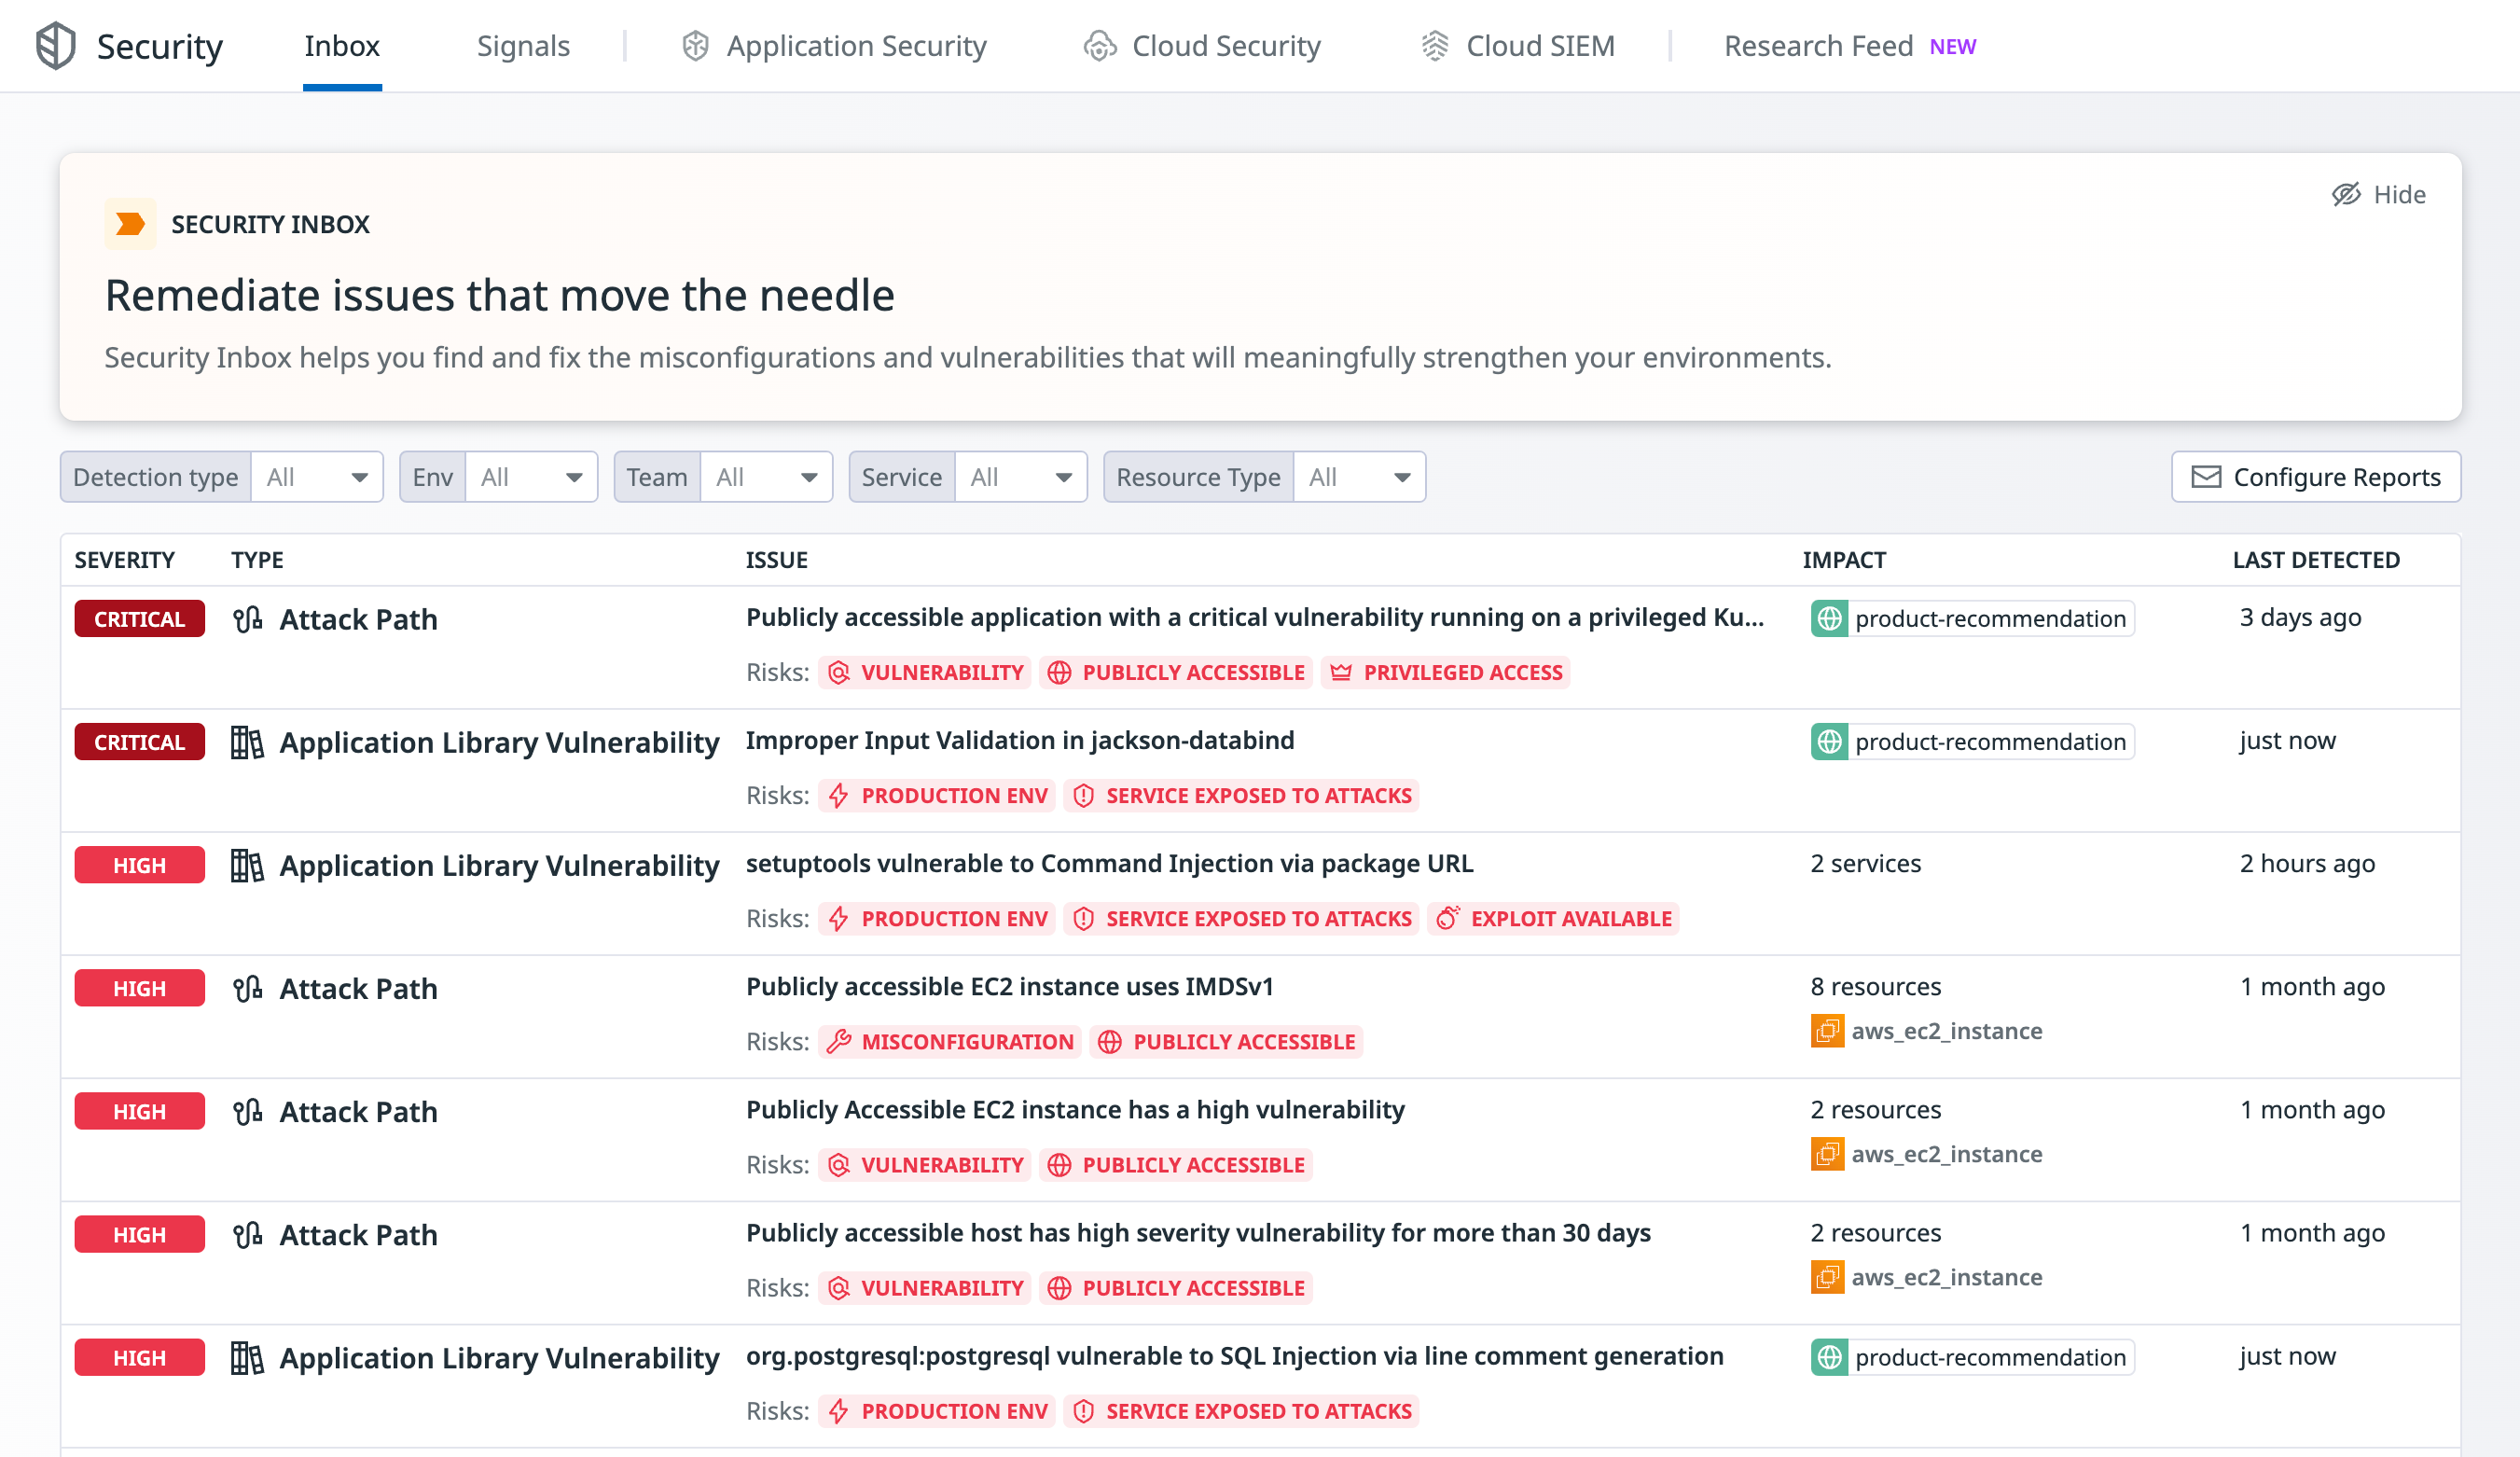 Security Inbox Signals Application Security Cloud Security Cloud SIEM Research Feed NEW
Hide
SECURITY INBOX
Remediate issues that move the needle
Security Inbox helps you find and fix the misconfigurations and vulnerabilities that will meaningfully strengthen your environments.
Detection type All Env All Team All Service All Resource Type All Configure Reports
SEVERITY TYPE ISSUE IMPACT LAST DETECTED
CRITICAL Attack Path Publicly accessible application with a critical vulnerability running on a privileged Ku... product-recommendation 3 days ago
Risks: VULNERABILITY PUBLICLY ACCESSIBLE PRIVILEGED ACCESS
CRITICAL Application Library Vulnerability Improper Input Validation in jackson-databind product-recommendation just now
Risks: PRODUCTION ENV SERVICE EXPOSED TO ATTACKS
HIGH Application Library Vulnerability setuptools vulnerable to Command Injection via package URL 2 services 2 hours ago
Risks: PRODUCTION ENV SERVICE EXPOSED TO ATTACKS EXPLOIT AVAILABLE
HIGH Attack Path Publicly accessible EC2 instance uses IMDSv1 8 resources 1 month ago
Risks: MISCONFIGURATION PUBLICLY ACCESSIBLE aws_ec2_instance
HIGH Attack Path Publicly Accessible EC2 instance has a high vulnerability 2 resources 1 month ago
Risks: VULNERABILITY PUBLICLY ACCESSIBLE aws_ec2_instance
HIGH Attack Path Publicly accessible host has high severity vulnerability for more than 30 days 2 resources 1 month ago
Risks: VULNERABILITY PUBLICLY ACCESSIBLE aws_ec2_instance
HIGH Application Library Vulnerability org.postgresql:postgresql vulnerable to SQL Injection via line comment generation product-recommendation just now
Risks: PRODUCTION ENV SERVICE EXPOSED TO ATTACKS